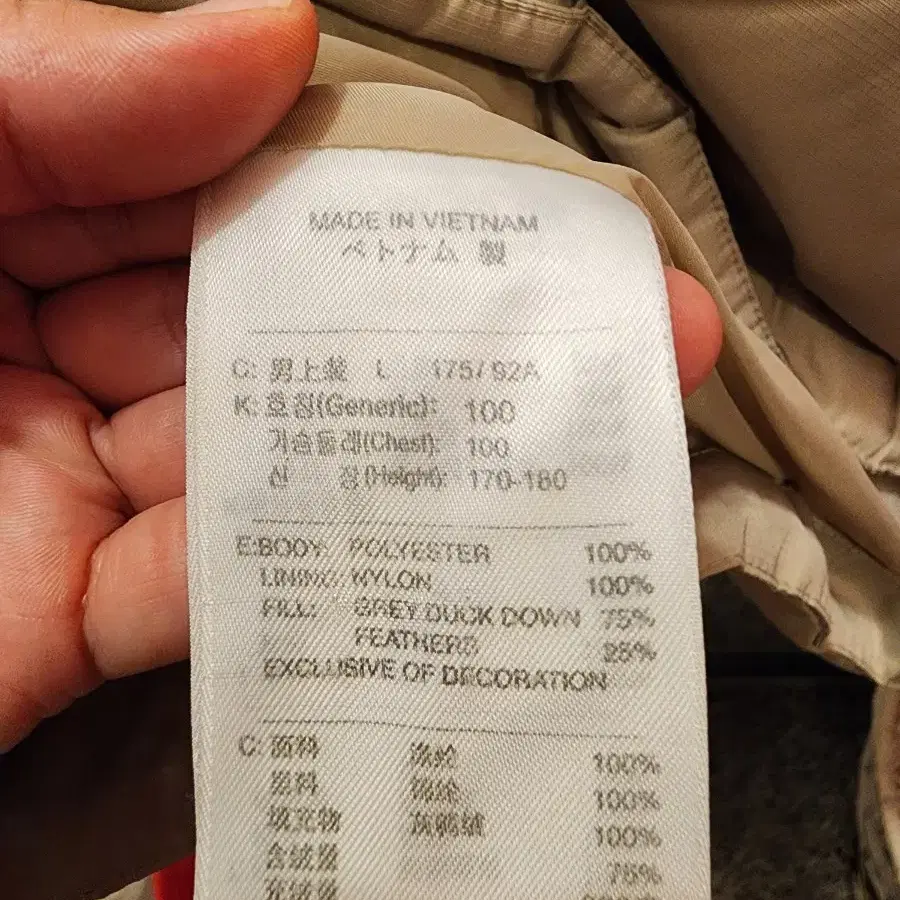 MADE IN VIETNAM
ベトナム 製
C: 男上装 L 175/92A
K: 호칭(Generic): 100
가슴둘레(Chest): 100
신 장(Height): 170-180
E:BODY: POLYESTER 100%
LINING: NYLON 100%
FILL: GREY DUCK DOWN 75%
FEATHERS 25%
EXCLUSIVE OF DECORATION
C: 面料 涤纶 100%
里料 锦纶 100%
填充物 灰鸭绒 100%
含绒量 75%
充绒量